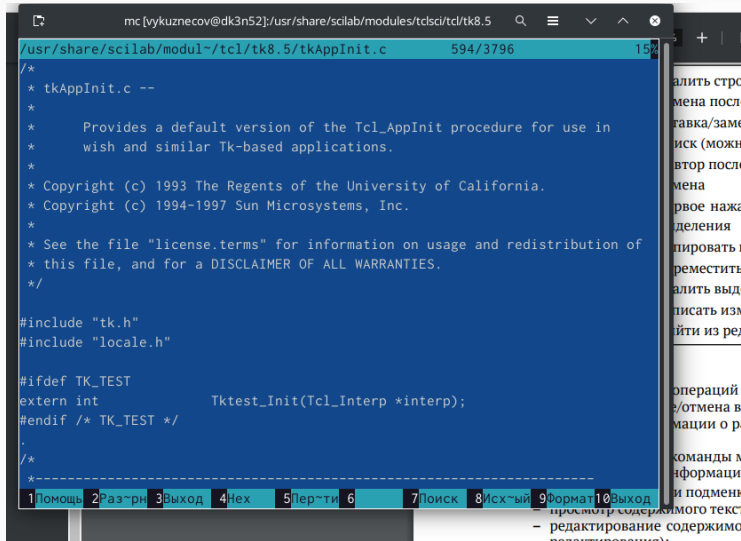 mc [vykuznecov@dk3n52]:/usr/share/scilab/modules/tclsci/tcl/tk8.5
/usr/share/scilab/modul~/tcl/tk8.5/tkAppInit.c 594/3796 15%
/*
 * tkAppInit.c --
 *
 *      Provides a default version of the Tcl_AppInit procedure for use in
 *      wish and similar Tk-based applications.
 *
 * Copyright (c) 1993 The Regents of the University of California.
 * Copyright (c) 1994-1997 Sun Microsystems, Inc.
 *
 * See the file "license.terms" for information on usage and redistribution of
 * this file, and for a DISCLAIMER OF ALL WARRANTIES.
 */
#include "tk.h"
#include "locale.h"
#ifdef TK_TEST
extern int              Tktest_Init(Tcl_Interp *interp);
#endif /* TK_TEST */
.
/*
 *----------------------------------------------------------------------
1Помощь 2Раз~рн 3Выход 4Hex 5Пер~ти 6 7Поиск 8Исх~ый 9Формат 10Выход
алить стро
мена посл
тавка/заме
иск (можн
втор посл
мена
рвое нажа
деления
пировать
реместить
алить выд
писать изм
йти из ред
операций
е/отмена в
мации о ра
команды м
нформаци
и подменк
– просмотр содержимого текст
– редактирование содержимо